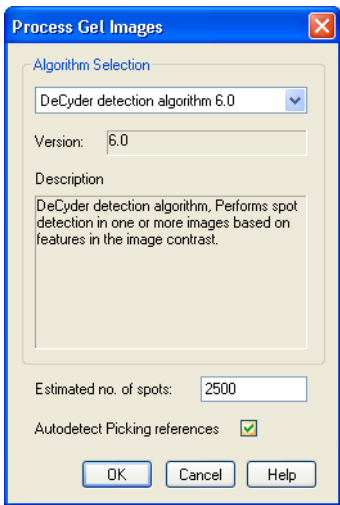 Process Gel Images
Algorithm Selection
DeCyder detection algorithm 6.0
Version: 6.0
Description
DeCyder detection algorithm, Performs spot
detection in one or more images based on
features in the image contrast.
Estimated no. of spots: 2500
Autodetect Picking references
OK Cancel Help